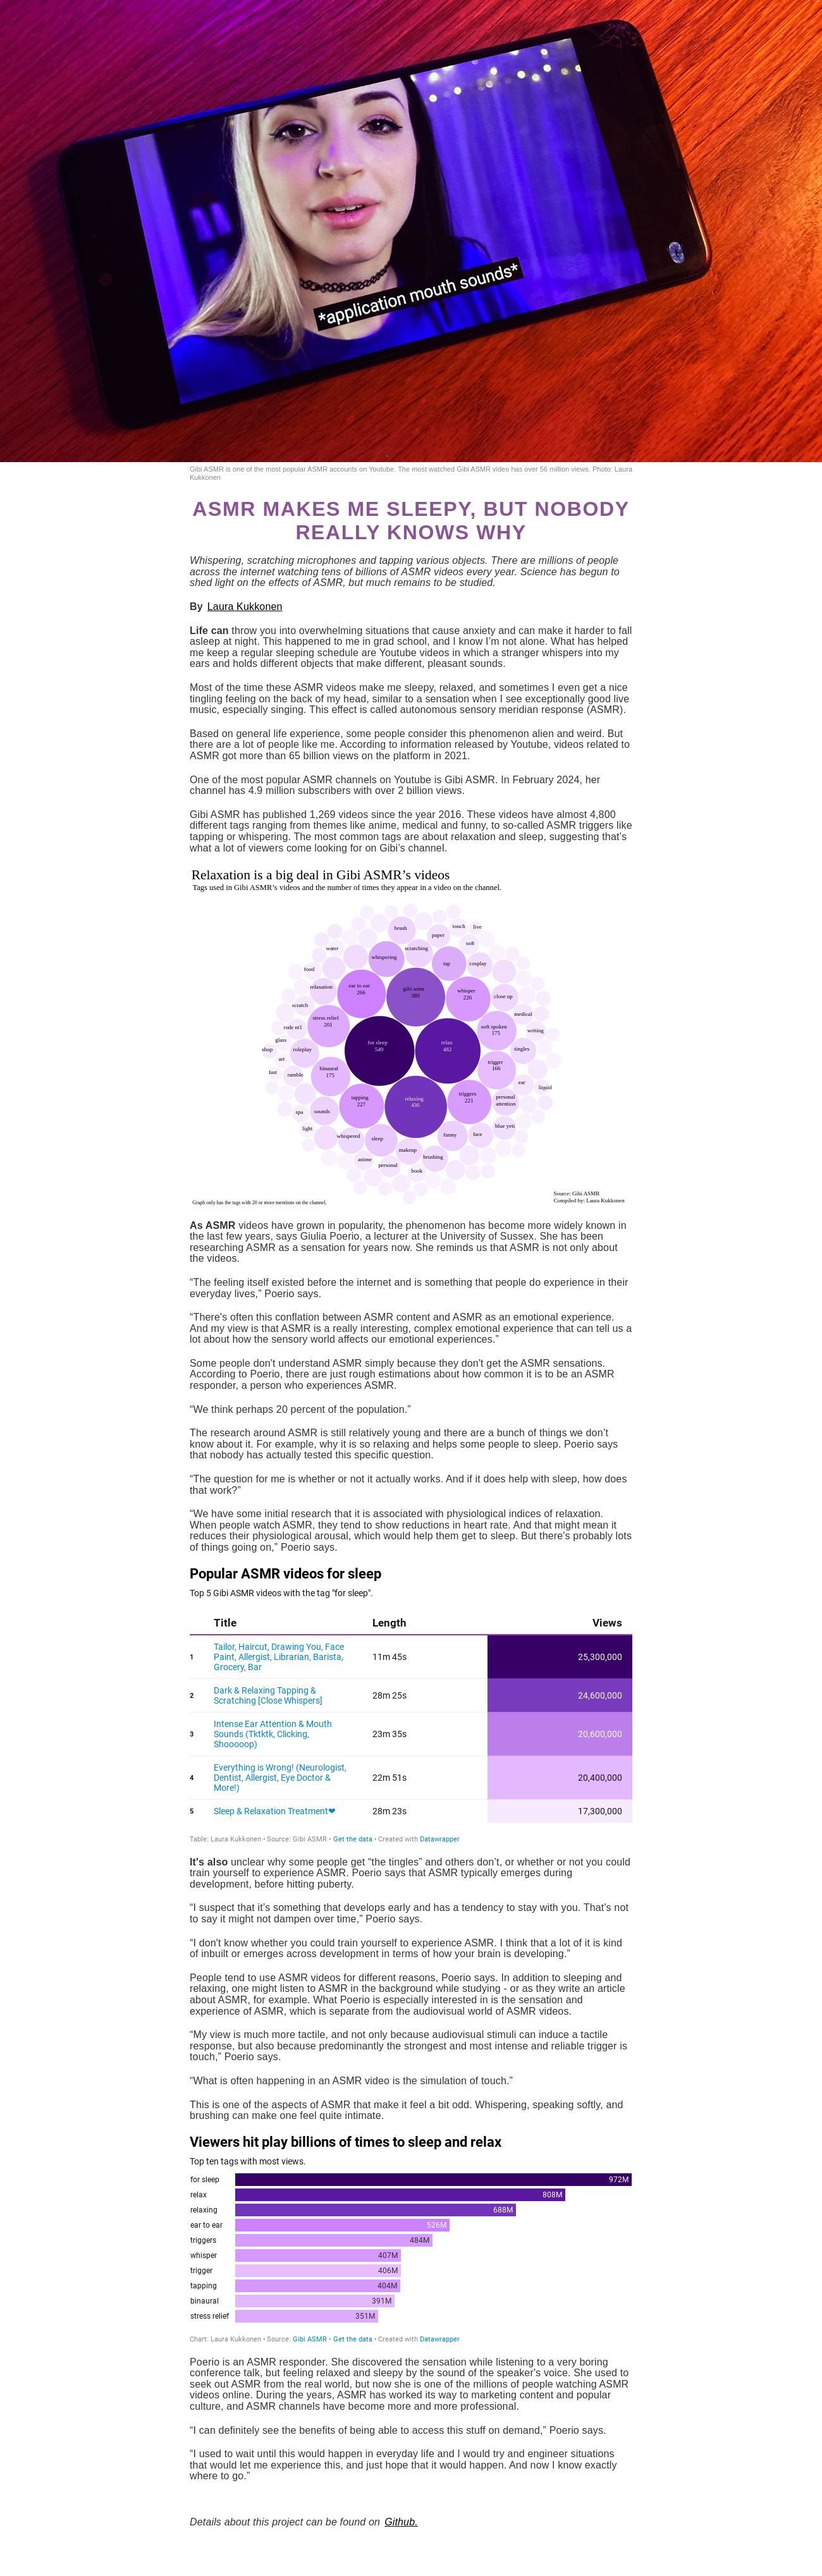 *application mouth sounds*
Gibi ASMR is one of the most popular ASMR accounts on Youtube. The most watched Gibi ASMR video has over 56 million views. Photo: Laura
Kukkonen
ASMR MAKES ME SLEEPY, BUT NOBODY
REALLY KNOWS WHY
Whispering, scratching microphones and tapping various objects. There are millions of people
across the internet watching tens of billions of ASMR videos every year. Science has begun to
shed light on the effects of ASMR, but much remains to be studied.
By Laura Kukkonen
Life can throw you into overwhelming situations that cause anxiety and can make it harder to fall
asleep at night. This happened to me in grad school, and I know I’m not alone. What has helped
me keep a regular sleeping schedule are Youtube videos in which a stranger whispers into my
ears and holds different objects that make different, pleasant sounds.
Most of the time these ASMR videos make me sleepy, relaxed, and sometimes I even get a nice
tingling feeling on the back of my head, similar to a sensation when I see exceptionally good live
music, especially singing. This effect is called autonomous sensory meridian response (ASMR).
Based on general life experience, some people consider this phenomenon alien and weird. But
there are a lot of people like me. According to information released by Youtube, videos related to
ASMR got more than 65 billion views on the platform in 2021.
One of the most popular ASMR channels on Youtube is Gibi ASMR. In February 2024, her
channel has 4.9 million subscribers with over 2 billion views.
Gibi ASMR has published 1,269 videos since the year 2016. These videos have almost 4,800
different tags ranging from themes like anime, medical and funny, to so-called ASMR triggers like
tapping or whispering. The most common tags are about relaxation and sleep, suggesting that’s
what a lot of viewers come looking for on Gibi’s channel.
Relaxation is a big deal in Gibi ASMR’s videos
Tags used in Gibi ASMR’s videos and the number of times they appear in a video on the channel.
touch
live
brush
paper
soft
water
scratching
whispering
tap
cosplay
food
relaxation
ear to ear
266
gibi asmr
389
whisper
226
close up
scratch
medical
stress relief
201
soft spoken
175
code nt1
writing
glass
for sleep
549
relax
482
shop
roleplay
tingles
art
trigger
166
binaural
175
fast
ramble
ear
liquid
tapping
227
relaxing
436
triggers
221
personal
attention
spa
sounds
blue yeti
light
whispered
sleep
funny
face
makeup
brushing
anime
personal
book
Graph only has the tags with 20 or more mentions on the channel.
Source: Gibi ASMR
Compiled by: Laura Kukkonen
As ASMR videos have grown in popularity, the phenomenon has become more widely known in
the last few years, says Giulia Poerio, a lecturer at the University of Sussex. She has been
researching ASMR as a sensation for years now. She reminds us that ASMR is not only about
the videos.
“The feeling itself existed before the internet and is something that people do experience in their
everyday lives,” Poerio says.
“There's often this conflation between ASMR content and ASMR as an emotional experience.
And my view is that ASMR is a really interesting, complex emotional experience that can tell us a
lot about how the sensory world affects our emotional experiences.”
Some people don't understand ASMR simply because they don't get the ASMR sensations.
According to Poerio, there are just rough estimations about how common it is to be an ASMR
responder, a person who experiences ASMR.
“We think perhaps 20 percent of the population.”
The research around ASMR is still relatively young and there are a bunch of things we don’t
know about it. For example, why it is so relaxing and helps some people to sleep. Poerio says
that nobody has actually tested this specific question.
“The question for me is whether or not it actually works. And if it does help with sleep, how does
that work?”
“We have some initial research that it is associated with physiological indices of relaxation.
When people watch ASMR, they tend to show reductions in heart rate. And that might mean it
reduces their physiological arousal, which would help them get to sleep. But there's probably lots
of things going on,” Poerio says.
Popular ASMR videos for sleep
Top 5 Gibi ASMR videos with the tag "for sleep".
Title Length Views
1 Tailor, Haircut, Drawing You, Face Paint, Allergist, Librarian, Barista, Grocery, Bar 11m 45s 25,300,000
2 Dark & Relaxing Tapping & Scratching [Close Whispers] 28m 25s 24,600,000
3 Intense Ear Attention & Mouth Sounds (Tktktk, Clicking, Shooooop) 23m 35s 20,600,000
4 Everything is Wrong! (Neurologist, Dentist, Allergist, Eye Doctor & More!) 22m 51s 20,400,000
5 Sleep & Relaxation Treatment❤ 28m 23s 17,300,000
Table: Laura Kukkonen • Source: Gibi ASMR • Get the data • Created with Datawrapper
It's also unclear why some people get “the tingles” and others don’t, or whether or not you could
train yourself to experience ASMR. Poerio says that ASMR typically emerges during
development, before hitting puberty.
“I suspect that it’s something that develops early and has a tendency to stay with you. That's not
to say it might not dampen over time,” Poerio says.
“I don't know whether you could train yourself to experience ASMR. I think that a lot of it is kind
of inbuilt or emerges across development in terms of how your brain is developing.”
People tend to use ASMR videos for different reasons, Poerio says. In addition to sleeping and
relaxing, one might listen to ASMR in the background while studying - or as they write an article
about ASMR, for example. What Poerio is especially interested in is the sensation and
experience of ASMR, which is separate from the audiovisual world of ASMR videos.
“My view is much more tactile, and not only because audiovisual stimuli can induce a tactile
response, but also because predominantly the strongest and most intense and reliable trigger is
touch,” Poerio says.
“What is often happening in an ASMR video is the simulation of touch.”
This is one of the aspects of ASMR that make it feel a bit odd. Whispering, speaking softly, and
brushing can make one feel quite intimate.
Viewers hit play billions of times to sleep and relax
Top ten tags with most views.
for sleep 972M
relax 808M
relaxing 688M
ear to ear 526M
triggers 484M
whisper 407M
trigger 406M
tapping 404M
binaural 391M
stress relief 351M
Chart: Laura Kukkonen • Source: Gibi ASMR • Get the data • Created with Datawrapper
Poerio is an ASMR responder. She discovered the sensation while listening to a very boring
conference talk, but feeling relaxed and sleepy by the sound of the speaker's voice. She used to
seek out ASMR from the real world, but now she is one of the millions of people watching ASMR
videos online. During the years, ASMR has worked its way to marketing content and popular
culture, and ASMR channels have become more and more professional.
“I can definitely see the benefits of being able to access this stuff on demand,” Poerio says.
“I used to wait until this would happen in everyday life and I would try and engineer situations
that would let me experience this, and just hope that it would happen. And now I know exactly
where to go.”
Details about this project can be found on Github.